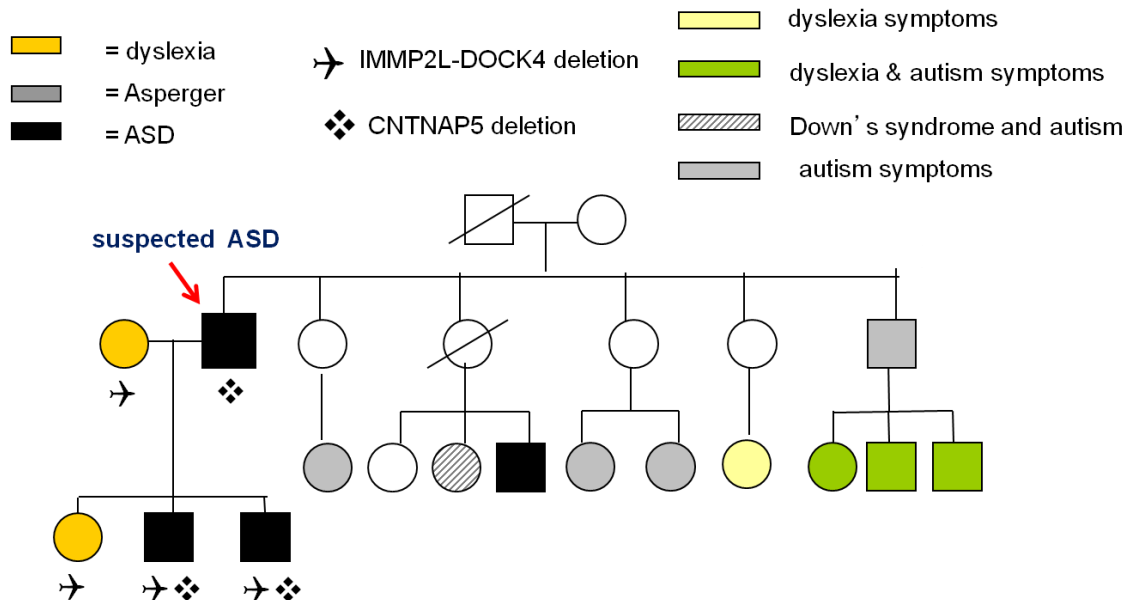 = dyslexia
= Asperger
= ASD
IMMP2L-DOCK4 deletion
CNTNAP5 deletion
dyslexia symptoms
dyslexia & autism symptoms
Down's syndrome and autism
autism symptoms
suspected ASD